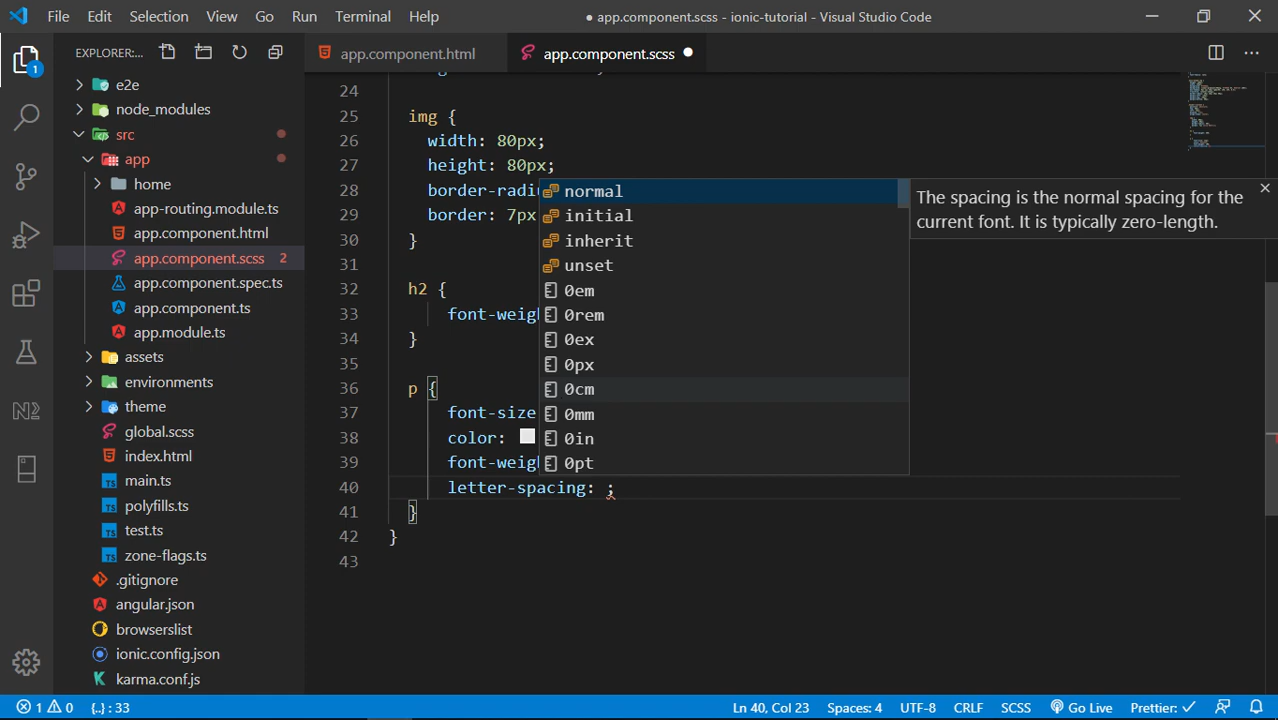 File Edit Selection View Go Run Terminal Help
● app.component.scss - ionic-tutorial - Visual Studio Code
EXPLORER:...
app.component.html
app.component.scss ●
1
e2e
node_modules
src
app
home
app-routing.module.ts
app.component.html
app.component.scss 2
app.component.spec.ts
app.component.ts
app.module.ts
assets
environments
theme
global.scss
index.html
main.ts
polyfills.ts
test.ts
zone-flags.ts
.gitignore
angular.json
browserslist
ionic.config.json
karma.conf.js
24
25 img {
26 width: 80px;
27 height: 80px;
28 border-radiu
29 border: 7px
30 }
31
32 h2 {
33 font-weigh
34 }
35
36 p {
37 font-size
38 color:
39 font-weigh
40 letter-spacing: ;
41 }
42 }
43
normal
initial
inherit
unset
0em
0rem
0ex
0px
0cm
0mm
0in
0pt
The spacing is the normal spacing for the
current font. It is typically zero-length.
1 0 {..} : 33 Ln 40, Col 23 Spaces: 4 UTF-8 CRLF SCSS Go Live Prettier: ✓